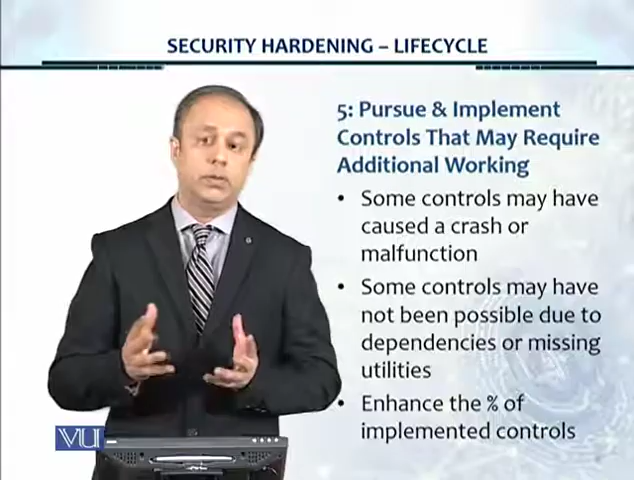 SECURITY HARDENING – LIFECYCLE
5: Pursue & Implement
Controls That May Require
Additional Working
• Some controls may have
caused a crash or
malfunction
• Some controls may have
not been possible due to
dependencies or missing
utilities
• Enhance the % of
implemented controls
VU